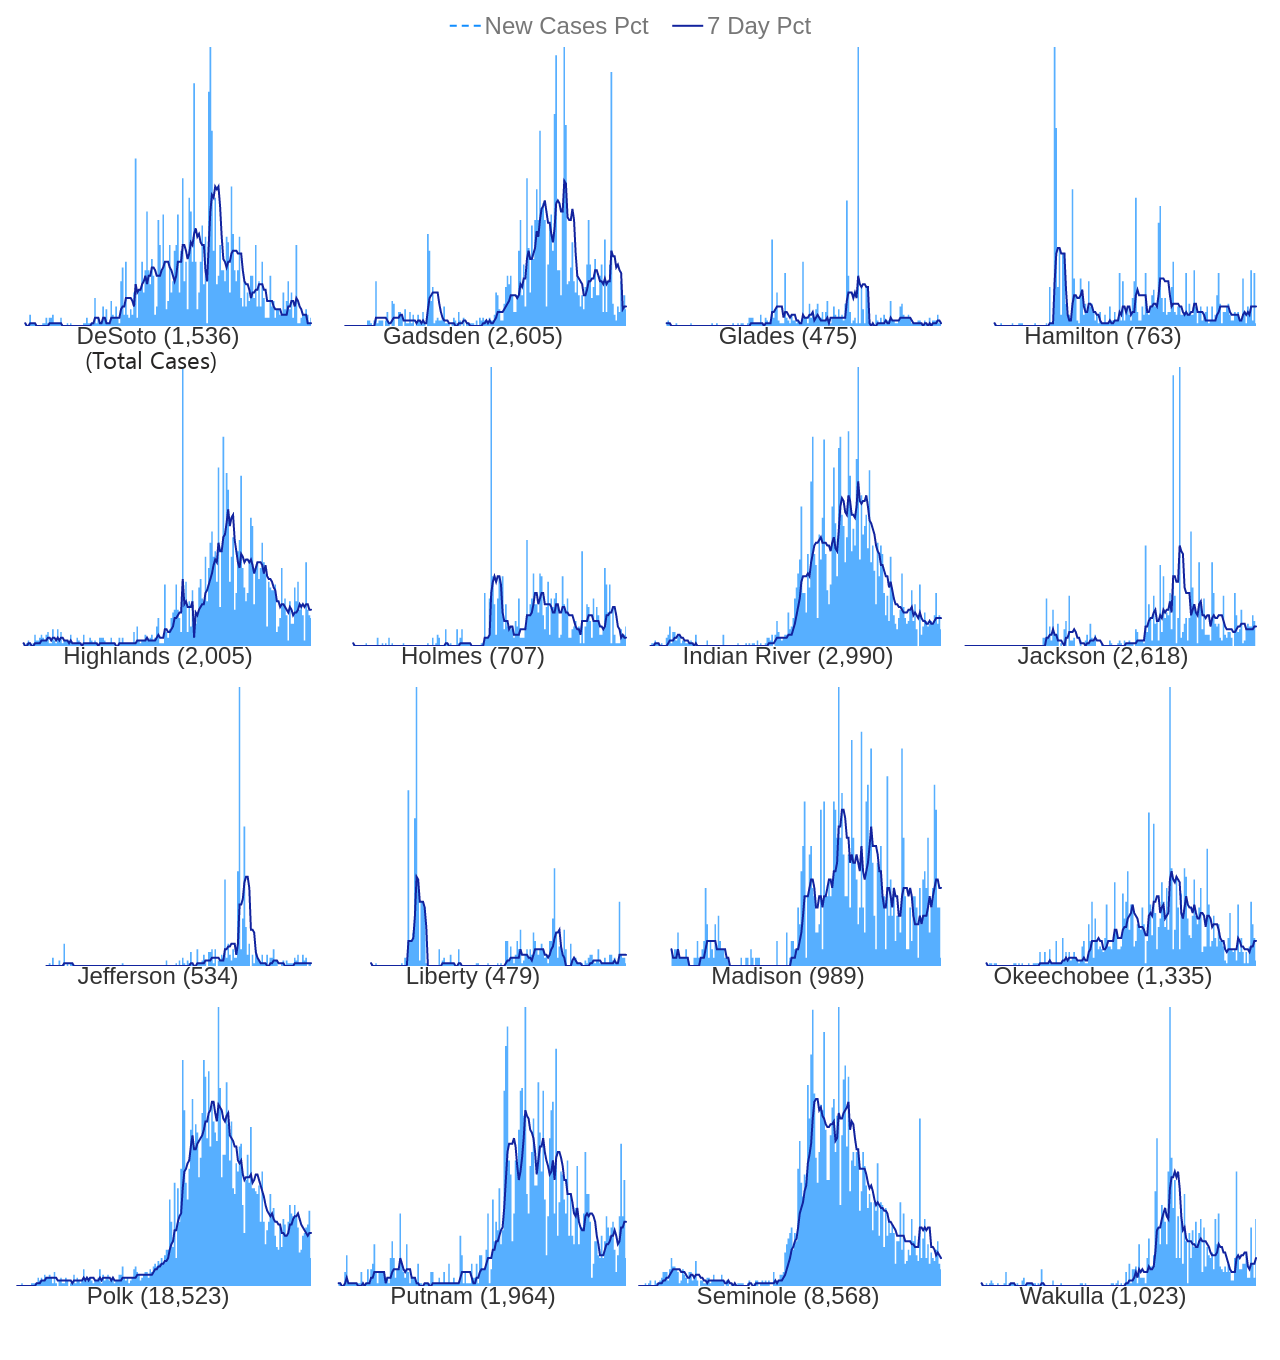 New Cases Pct 7 Day Pct
DeSoto (1,536) Gadsden (2,605) Glades (475) Hamilton (763)
(Total Cases)
Highlands (2,005) Holmes (707) Indian River (2,990) Jackson (2,618)
Jefferson (534) Liberty (479) Madison (989) Okeechobee (1,335)
Polk (18,523) Putnam (1,964) Seminole (8,568) Wakulla (1,023)